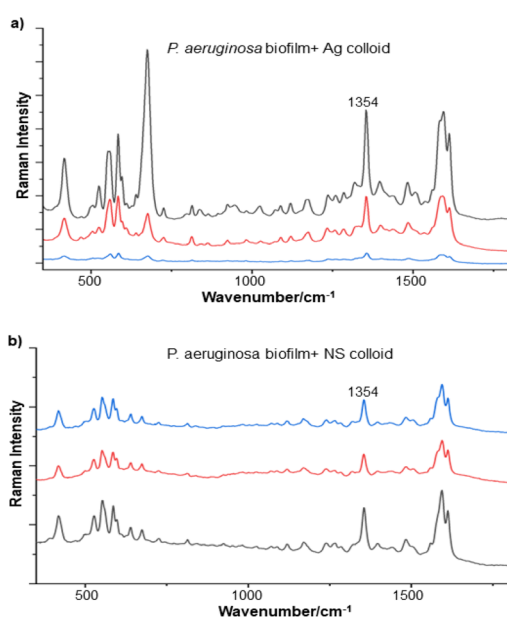 a)
P. aeruginosa biofilm+ Ag colloid
1354
Raman Intensity
500
1000
1500
Wavenumber/cm-1
b)
P. aeruginosa biofilm+ NS colloid
1354
Raman Intensity
500
1000
1500
Wavenumber/cm-1